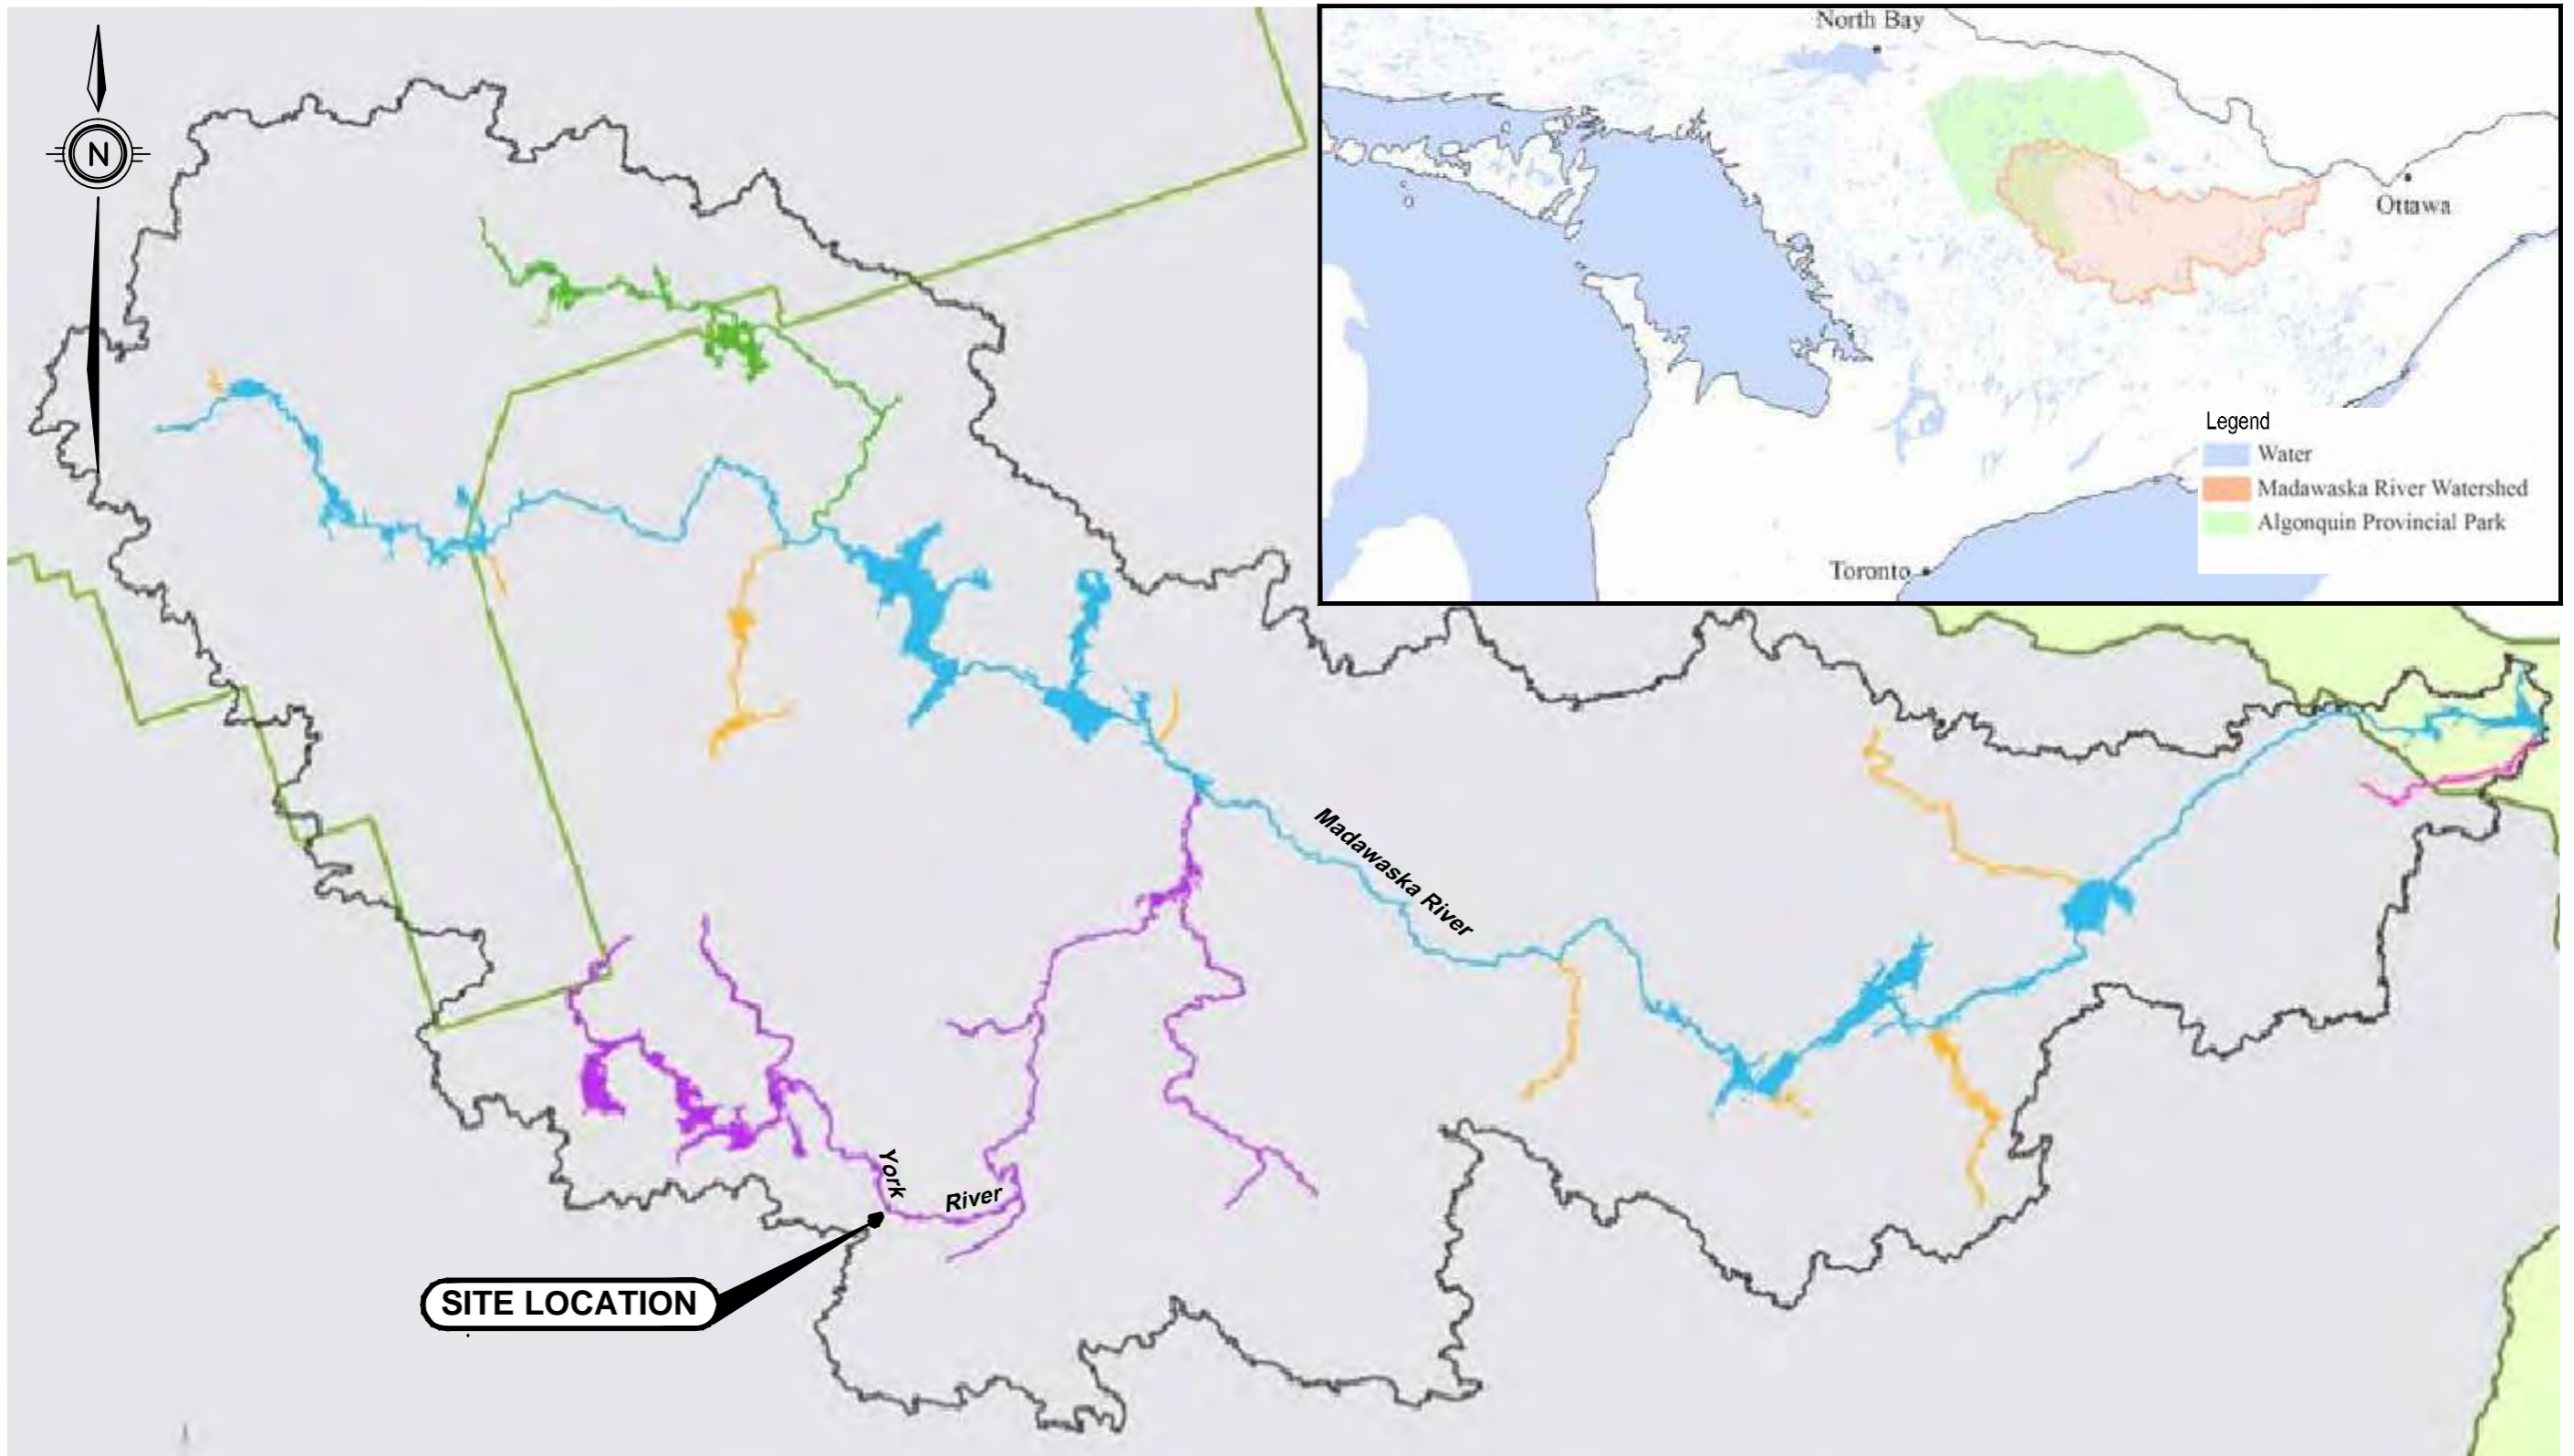 North Bay
N
Ottawa
Legend
Water
Madawaska River Watershed
Algonquin Provincial Park
Toronto
Madawaska River
York
River
SITE LOCATION